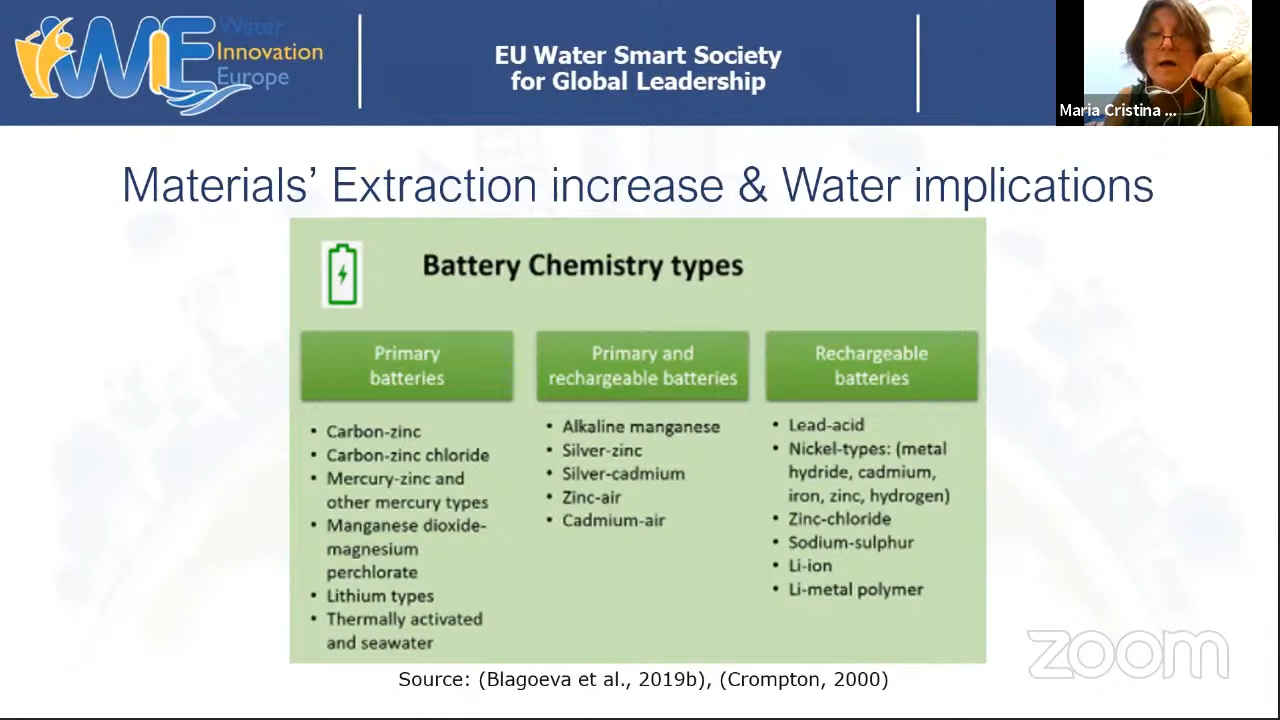 Water
Innovation
Europe
EU Water Smart Society
for Global Leadership
Maria Cristina ...
Materials’ Extraction increase & Water implications
Battery Chemistry types
Primary
batteries
• Carbon-zinc
• Carbon-zinc chloride
• Mercury-zinc and
other mercury types
• Manganese dioxide-
magnesium
perchlorate
• Lithium types
• Thermally activated
and seawater
Primary and
rechargeable batteries
• Alkaline manganese
• Silver-zinc
• Silver-cadmium
• Zinc-air
• Cadmium-air
Rechargeable
batteries
• Lead-acid
• Nickel-types: (metal
hydride, cadmium,
iron, zinc, hydrogen)
• Zinc-chloride
• Sodium-sulphur
• Li-ion
• Li-metal polymer
zoom
Source: (Blagoeva et al., 2019b), (Crompton, 2000)